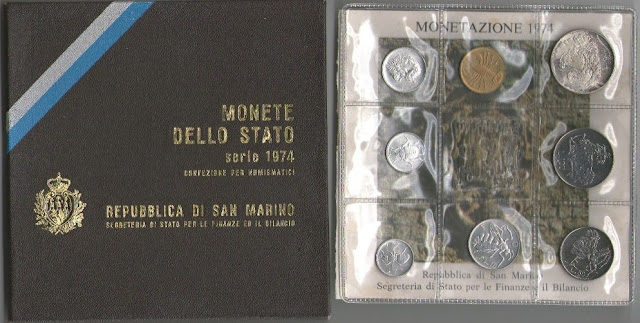 MONETE
DELLO STATO
serie 1974
CONFEZIONE PER NUMISMATICI
REPUBBLICA DI SAN MARINO
SEGRETERIA DI STATO PER LE FINANZE ED IL BILANCIO
MONETAZIONE 1974
Repubblica di San Marino
Segreteria di Stato per le Finanze e il Bilancio